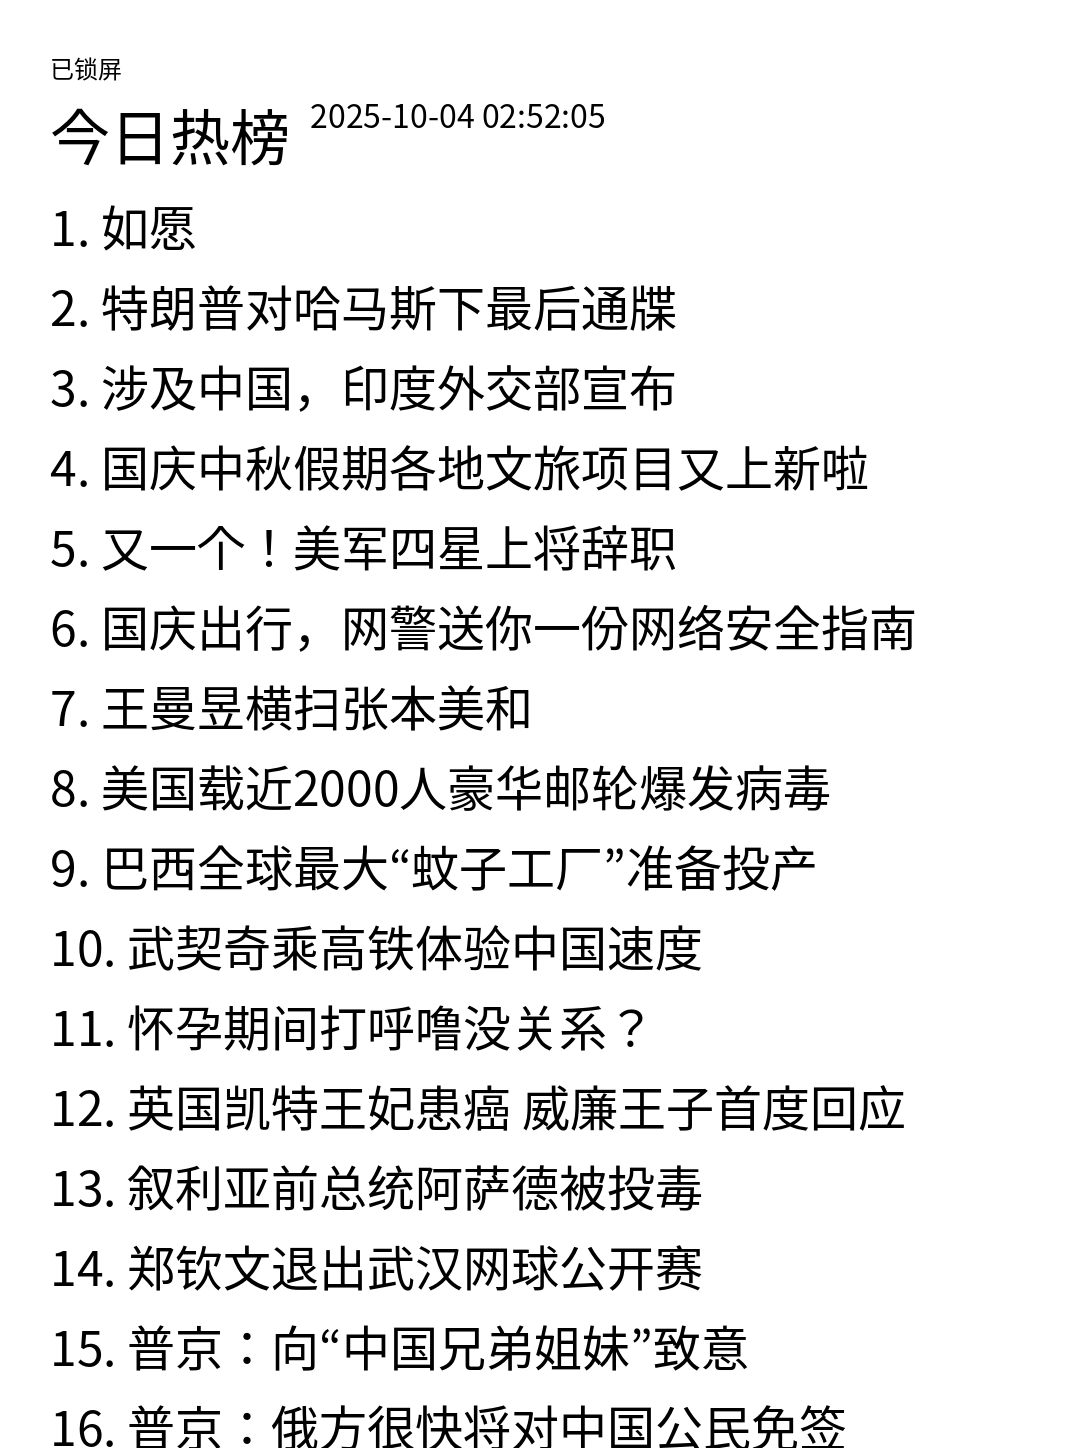 已锁屏
今日热榜 2025-10-04 02:52:05
1. 如愿
2. 特朗普对哈马斯下最后通牒
3. 涉及中国，印度外交部宣布
4. 国庆中秋假期各地文旅项目又上新啦
5. 又一个！美军四星上将辞职
6. 国庆出行，网警送你一份网络安全指南
7. 王曼昱横扫张本美和
8. 美国载近2000人豪华邮轮爆发病毒
9. 巴西全球最大“蚊子工厂”准备投产
10. 武契奇乘高铁体验中国速度
11. 怀孕期间打呼噜没关系？
12. 英国凯特王妃患癌 威廉王子首度回应
13. 叙利亚前总统阿萨德被投毒
14. 郑钦文退出武汉网球公开赛
15. 普京：向“中国兄弟姐妹”致意
16. 普京：俄方很快将对中国公民免签